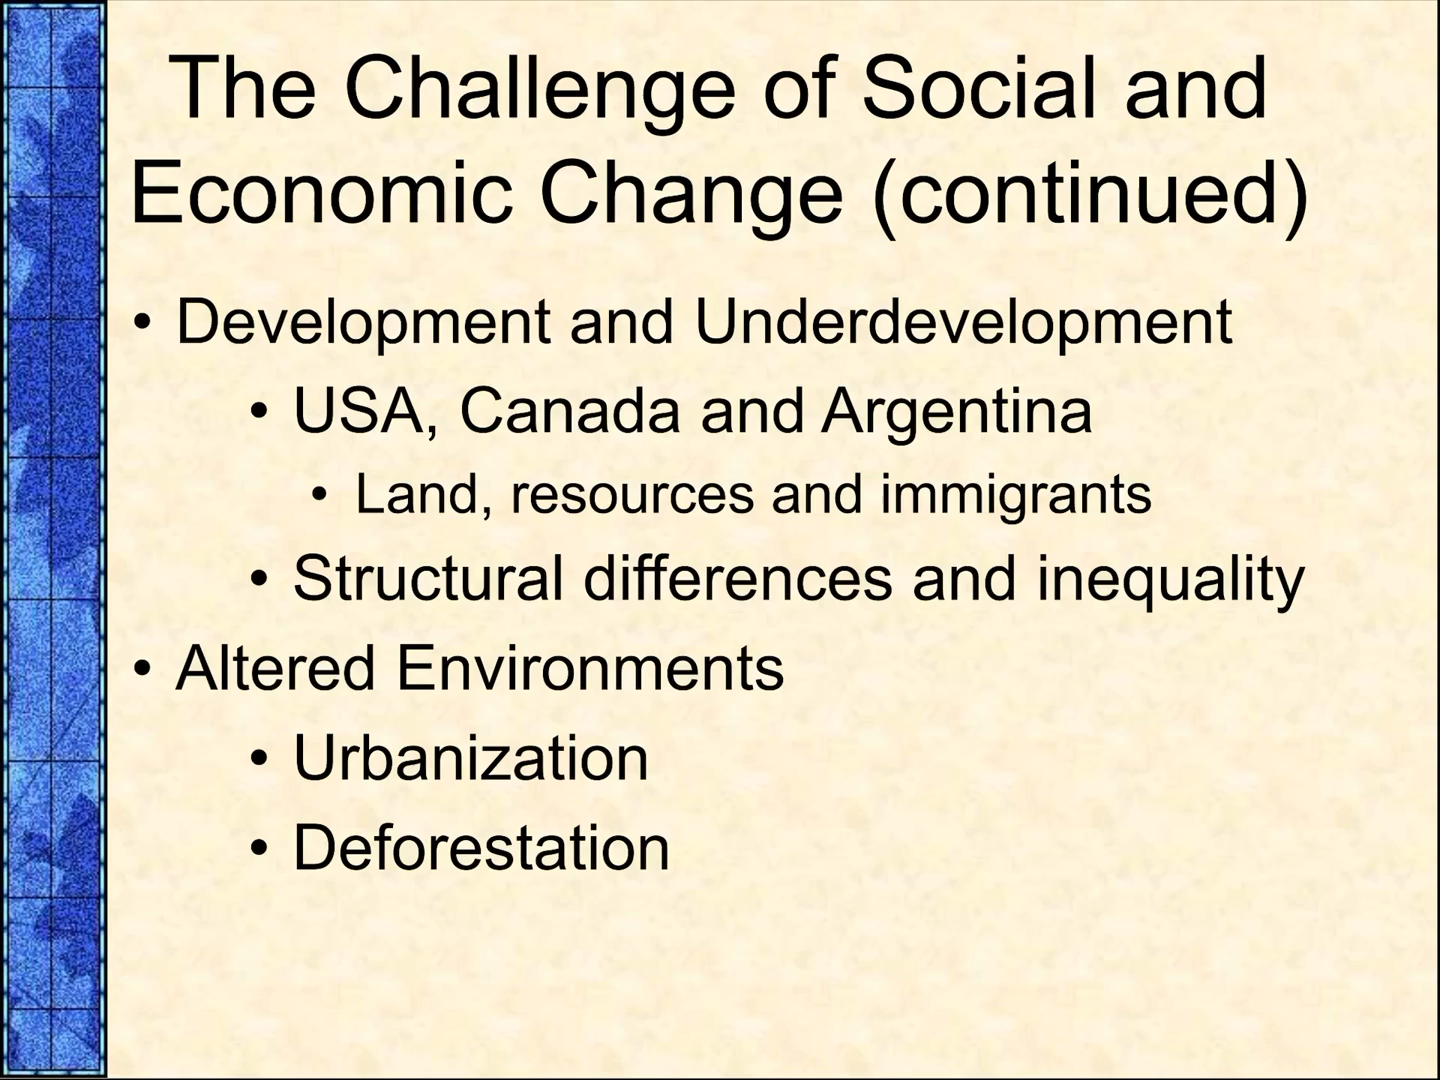 The Challenge of Social and
Economic Change (continued)
• Development and Underdevelopment
• USA, Canada and Argentina
• Land, resources and immigrants
• Structural differences and inequality
• Altered Environments
• Urbanization
• Deforestation